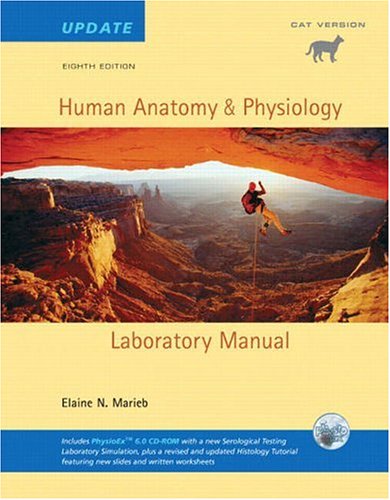 UPDATE
CAT VERSION
EIGHTH EDITION
Human Anatomy & Physiology
Laboratory Manual
Elaine N. Marieb
Includes PhysioEx™ 6.0 CD-ROM with a new Serological Testing
Laboratory Simulation, plus a revised and updated Histology Tutorial
featuring new slides and written worksheets